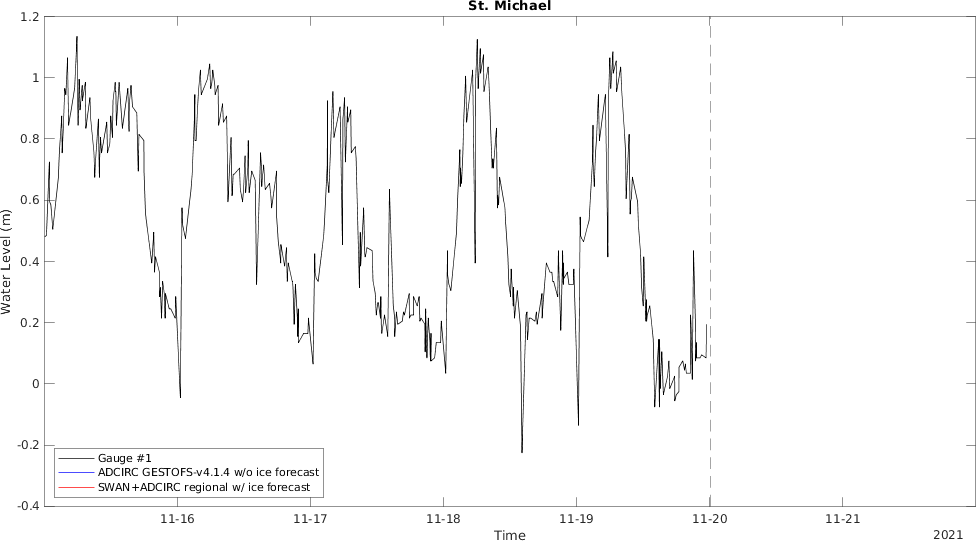 St. Michael
1.2
1
0.8
0.6
0.4
0.2
0
-0.2
-0.4
Water Level (m)
Gauge #1
ADCIRC GESTOFS-v4.1.4 w/o ice forecast
SWAN+ADCIRC regional w/ ice forecast
11-16
11-17
11-18
11-19
11-20
11-21
Time
2021